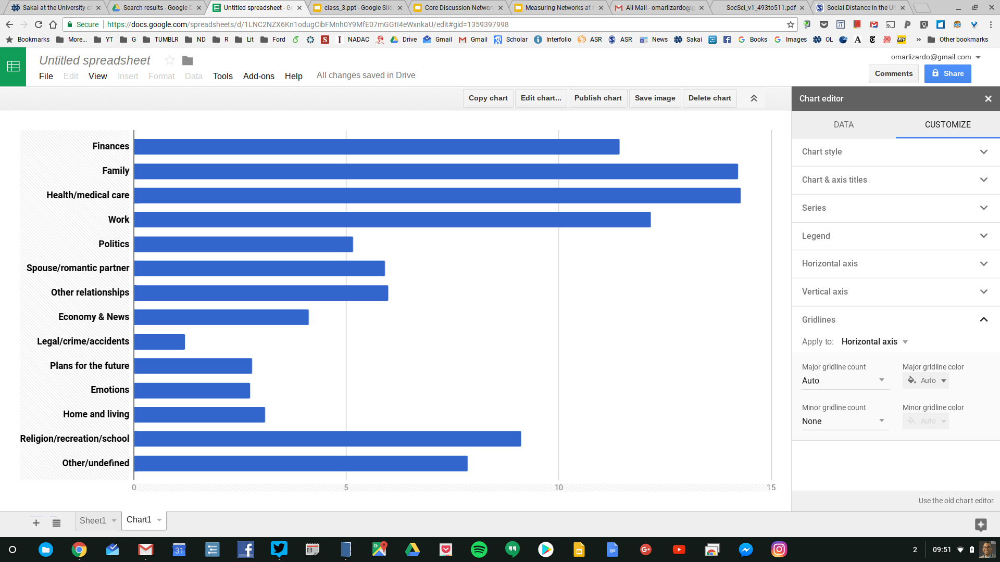 Sakai at the University o
Search results - Google D
Untitled spreadsheet - Go
class_3.ppt - Google Slid
Core Discussion Network
Measuring Networks at t
All Mail - omarlizardo@g
SocSci_v1_493to511.pdf
Social Distance in the Un
Secure
https://docs.google.com/spreadsheets/d/1LNC2NZX6Kn1odugCibFMnh0Y9MfE07mGGtI4eWxnkaU/edit#gid=1359397998
Bookmarks More... YT G TUMBLR ND R Lit Ford NADAC Drive Gmail Gmail Scholar Interfolio ASR ASR News Sakai Books Images OL » Other bookmarks
Untitled spreadsheet
omarlizardo@gmail.com
File Edit View Insert Format Data Tools Add-ons Help All changes saved in Drive
Comments Share
Copy chart Edit chart... Publish chart Save image Delete chart
Chart editor
DATA CUSTOMIZE
Chart style
Chart & axis titles
Series
Legend
Horizontal axis
Vertical axis
Gridlines
Apply to: Horizontal axis
Major gridline count Major gridline color
Auto Auto
Minor gridline count Minor gridline color
None Auto
Use the old chart editor
Finances
Family
Health/medical care
Work
Politics
Spouse/romantic partner
Other relationships
Economy & News
Legal/crime/accidents
Plans for the future
Emotions
Home and living
Religion/recreation/school
Other/undefined
0 5 10 15
Sheet1 Chart1
31
2 09:51